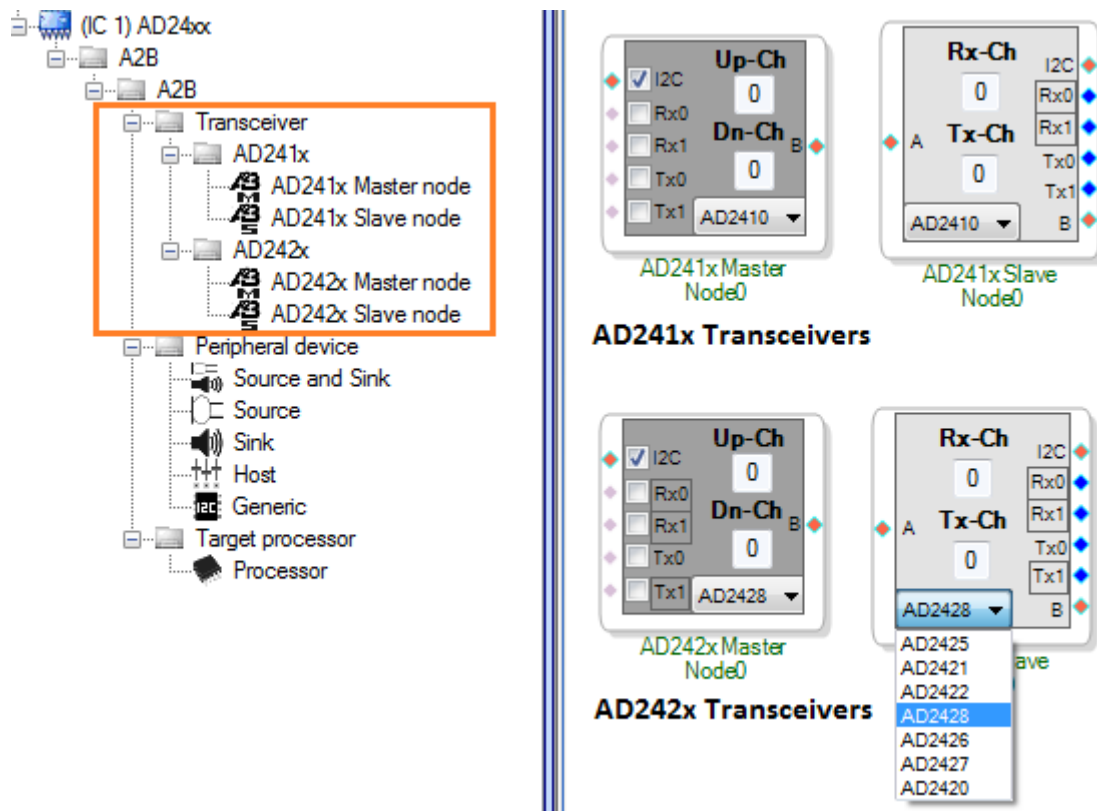 (IC 1) AD24xx
A2B
A2B
Transceiver
AD241x
AD241x Master node
AD241x Slave node
AD242x
AD242x Master node
AD242x Slave node
Peripheral device
Source and Sink
Source
Sink
Host
Generic
Target processor
Processor
Up-Ch
I2C
0
Rx0
Dn-Ch
Rx1
B
Tx0
0
Tx1
AD2410
AD241x Master
Node0
Rx-Ch
I2C
0
Rx0
Rx1
A
Tx-Ch
Tx0
0
Tx1
AD2410
B
AD241x Slave
Node0
AD241x Transceivers
Up-Ch
I2C
0
Rx0
Dn-Ch
Rx1
B
Tx0
0
Tx1
AD2428
AD242x Master
Node0
Rx-Ch
I2C
0
Rx0
Rx1
A
Tx-Ch
Tx0
0
Tx1
AD2428
B
AD2425
AD2421
AD2422
AD2428
AD2426
AD2427
AD2420
ave
AD242x Transceivers